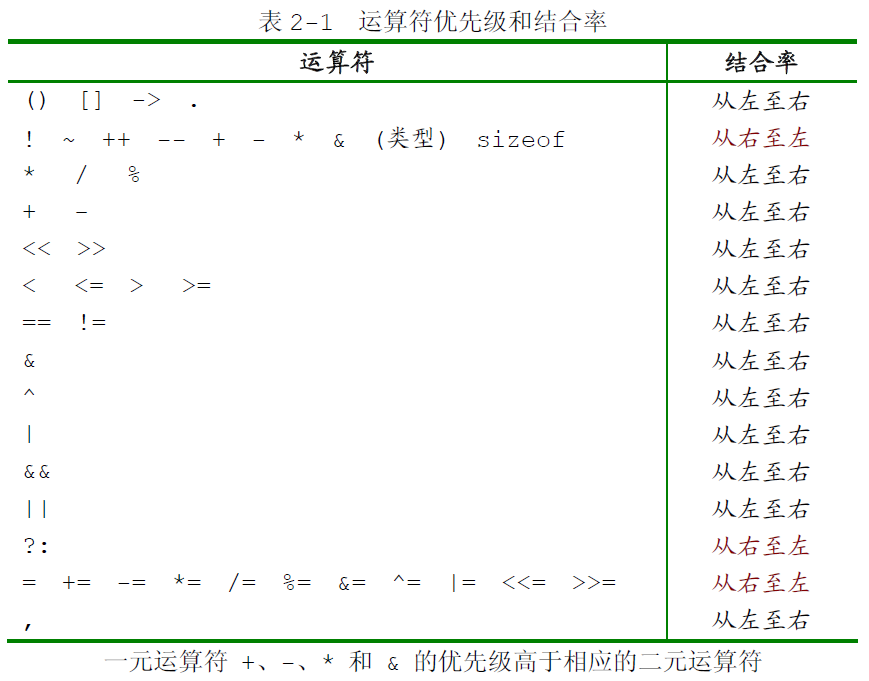 表 2-1 运算符优先级和结合率
运算符 结合率
() [] -> . 从左至右
! ~ ++ -- + - * & (类型) sizeof 从右至左
* / % 从左至右
+ - 从左至右
<< >> 从左至右
< <= > >= 从左至右
== != 从左至右
& 从左至右
^ 从左至右
| 从左至右
&& 从左至右
|| 从左至右
?: 从右至左
= += -= *= /= %= &= ^= |= <<= >>= 从右至左
, 从左至右
一元运算符 +、-、* 和 & 的优先级高于相应的二元运算符